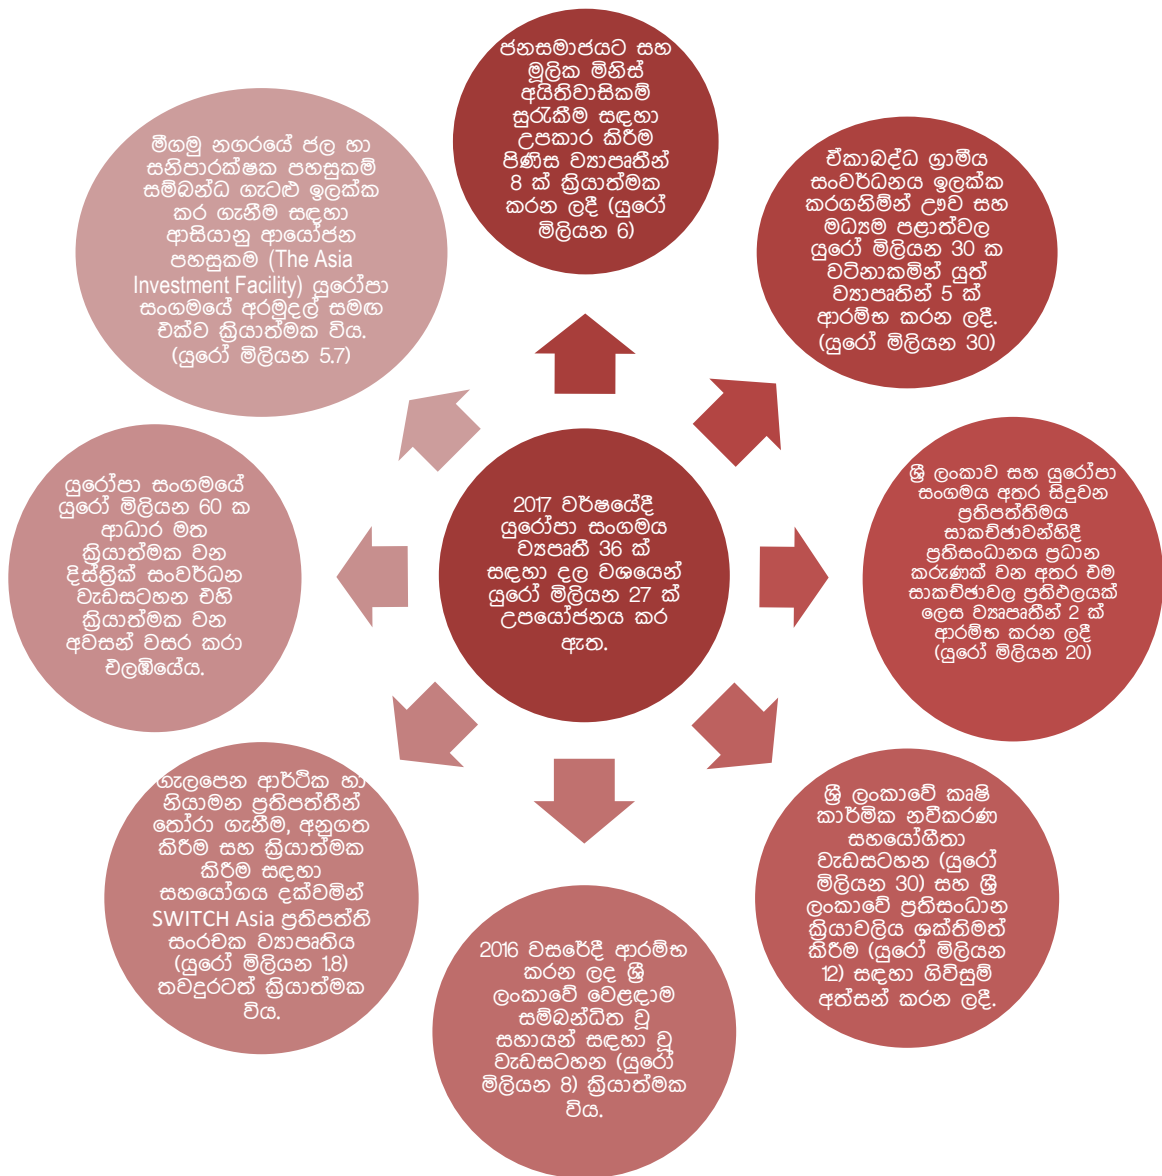 ජනසමාජයට සහ
මූලික මිනිස්
අයිතිවාසිකම්
සුරැකීම සඳහා
උපකාර කිරීම
පිණිස ව්‍යාපෘතීන්
8 ක් ක්‍රියාත්මක
කරන ලදී (යුරෝ
මිලියන 6)
ඒකාබද්ධ ග්‍රාමීය
සංවර්ධනය ඉලක්ක
කරගනිමින් ඌව සහ
මධ්‍යම පළාත්වල
යුරෝ මිලියන 30 ක
වටිනාකමින් යුත්
ව්‍යාපෘතින් 5 ක්
ආරම්භ කරන ලදී.
(යුරෝ මිලියන 30)
ශ්‍රී ලංකාව සහ යුරෝපා
සංගමය අතර සිදුවන
ප්‍රතිපත්තිමය
සාකච්ඡාවන්හිදී
ප්‍රතිසංධානය ප්‍රධාන
කරුණක් වන අතර එම
සාකච්ඡාවල ප්‍රතිඵලයක්
ලෙස ව්‍යෘපෘතීන් 2 ක්
ආරම්භ කරන ලදී
(යුරෝ මිලියන 20)
ශ්‍රී ලංකාවේ කෘෂි
කාර්මික නවීකරණ
සහයෝගීතා
වැඩසටහන (යුරෝ
මිලියන 30) සහ ශ්‍රී
ලංකාවේ ප්‍රතිසංධාන
ක්‍රියාවලිය ශක්තිමත්
කිරීම (යුරෝ මිලියන
12) සඳහා ගිවිසුම්
අත්සන් කරන ලදී.
2016 වසරේදී ආරම්භ
කරන ලද ශ්‍රී
ලංකාවේ වෙළඳාම
සම්බන්ධිත වූ
සහායන් සඳහා වූ
වැඩසටහන (යුරෝ
මිලියන 8) ක්‍රියාත්මක
විය.
ගැලපෙන ආර්ථික හා
නියාමන ප්‍රතිපත්තීන්
තෝරා ගැනීම, අනුගත
කිරීම සහ ක්‍රියාත්මක
කිරීම සඳහා
සහයෝගය දක්වමින්
SWITCH Asia ප්‍රතිපත්ති
සංරචක ව්‍යාපෘතිය
(යුරෝ මිලියන 1.8)
තවදුරටත් ක්‍රියාත්මක
විය.
යුරෝපා සංගමයේ
යුරෝ මිලියන 60 ක
ආධාර මත
ක්‍රියාත්මක වන
දිස්ත්‍රික් සංවර්ධන
වැඩසටහන එහි
ක්‍රියාත්මක වන
අවසන් වසර කරා
එලඹියේය.
මීගමු නගරයේ ජල හා
සනීපාරක්ෂක පහසුකම්
සම්බන්ධ ගැටළු ඉලක්ක
කර ගැනීම සඳහා
ආසියානු ආයෝජන
පහසුකම (The Asia
Investment Facility) යුරෝපා
සංගමයේ අරමුදල් සමඟ
එක්ව ක්‍රියාත්මක විය.
(යුරෝ මිලියන 5.7)
2017 වර්ෂයේදී
යුරෝපා සංගමය
ව්‍යපෘතී 36 ක්
සඳහා දල වශයෙන්
යුරෝ මිලියන 27 ක්
උපයෝජනය කර
ඇත.